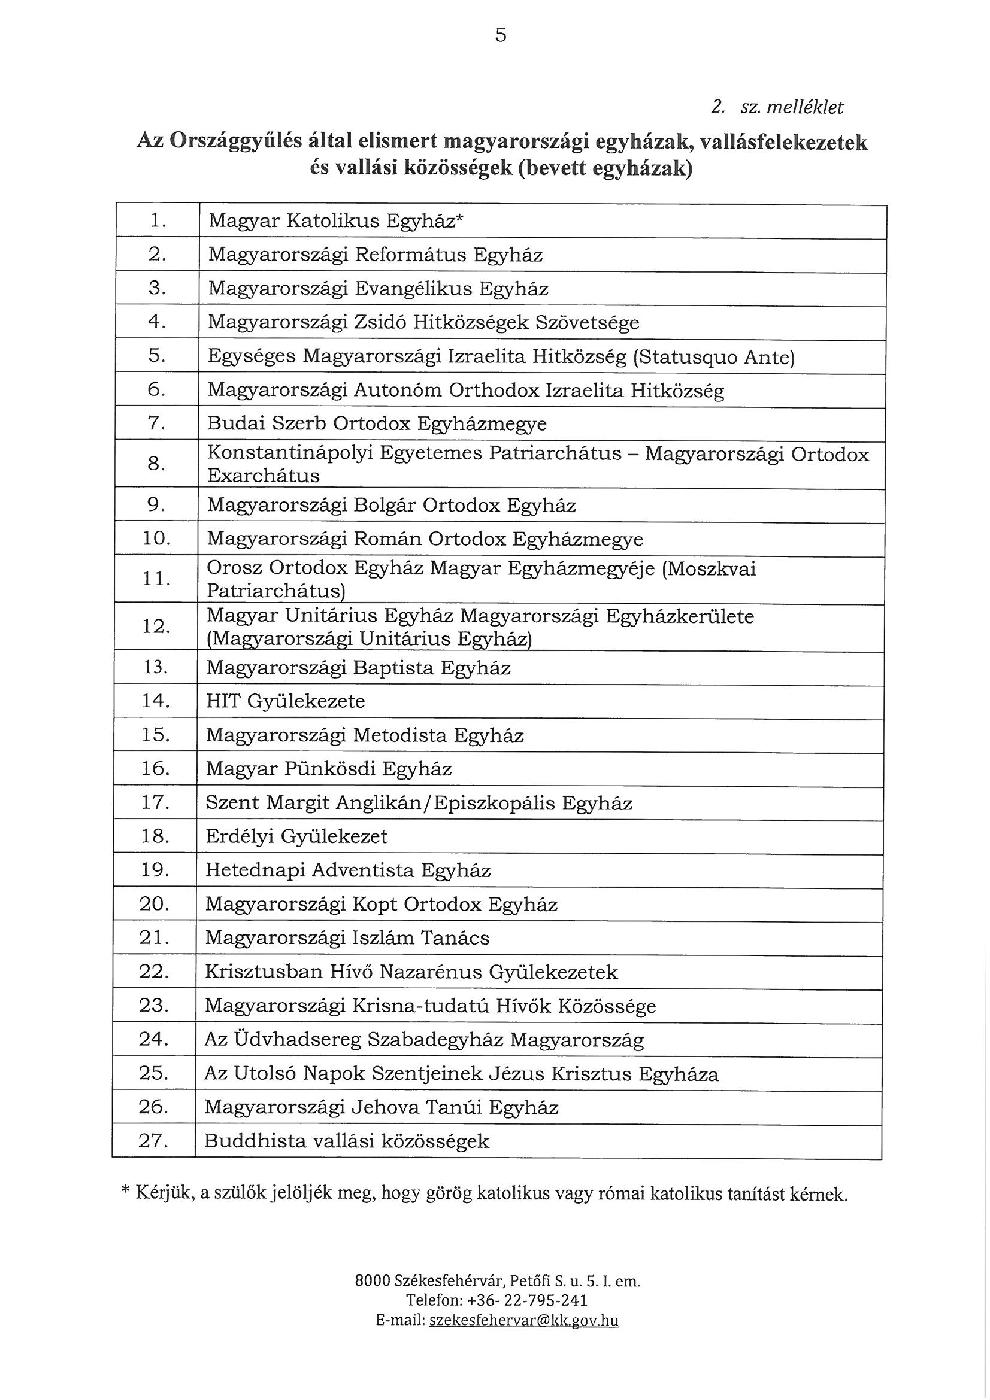 5
2. sz. melléklet
Az Országgyűlés által elismert magyarországi egyházak, vallásfelekezetek
és vallási közösségek (bevett egyházak)
1. Magyar Katolikus Egyház*
2. Magyarországi Református Egyház
3. Magyarországi Evangélikus Egyház
4. Magyarországi Zsidó Hitközségek Szövetsége
5. Egységes Magyarországi Izraelita Hitközség (Statusquo Ante)
6. Magyarországi Autonóm Orthodox Izraelita Hitközség
7. Budai Szerb Ortodox Egyházmegye
8. Konstantinápolyi Egyetemes Patriarchátus – Magyarországi Ortodox
Exarchátus
9. Magyarországi Bolgár Ortodox Egyház
10. Magyarországi Román Ortodox Egyházmegye
11. Orosz Ortodox Egyház Magyar Egyházmegyéje (Moszkvai
Patriarchátus)
12. Magyar Unitárius Egyház Magyarországi Egyházkerülete
(Magyarországi Unitárius Egyház)
13. Magyarországi Baptista Egyház
14. HIT Gyülekezete
15. Magyarországi Metodista Egyház
16. Magyar Pünkösdi Egyház
17. Szent Margit Anglikán/Episzkopális Egyház
18. Erdélyi Gyülekezet
19. Hetednapi Adventista Egyház
20. Magyarországi Kopt Ortodox Egyház
21. Magyarországi Iszlám Tanács
22. Krisztusban Hívő Nazarénus Gyülekezetek
23. Magyarországi Krisna-tudatú Hívők Közössége
24. Az Üdvhadsereg Szabadegyház Magyarország
25. Az Utolsó Napok Szentjeinek Jézus Krisztus Egyháza
26. Magyarországi Jehova Tanúi Egyház
27. Buddhista vallási közösségek
* Kérjük, a szülők jelöljék meg, hogy görög katolikus vagy római katolikus tanítást kérnek.
8000 Székesfehérvár, Petőfi S. u. 5. I. em.
Telefon: +36- 22-795-241
E-mail: szekesfehervar@kk.gov.hu